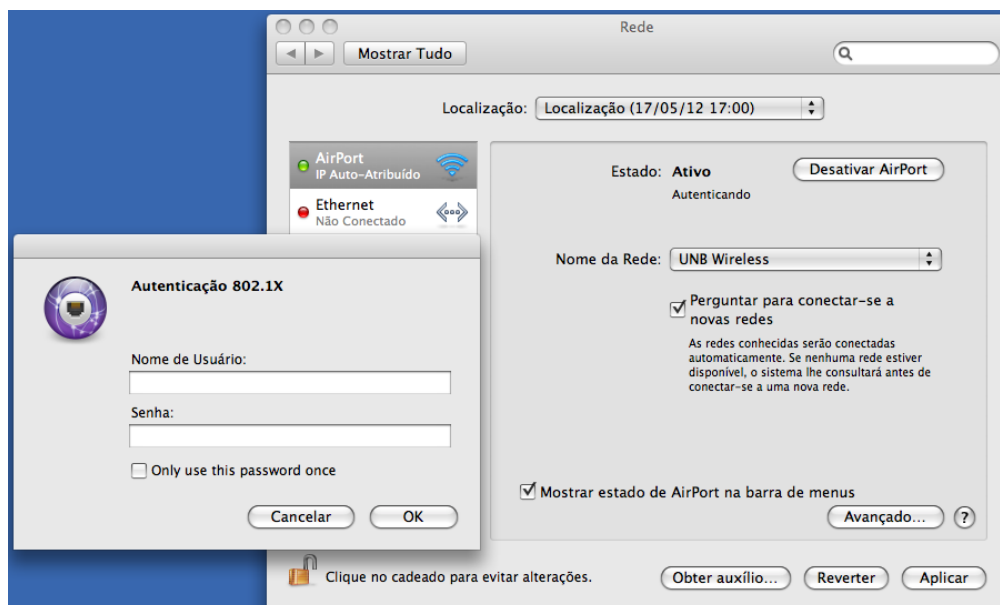 Rede
Mostrar Tudo
Localização: Localização (17/05/12 17:00)
AirPort
IP Auto-Atribuído
Ethernet
Não Conectado
Estado: Ativo
Desativar AirPort
Autenticando
Nome da Rede: UNB Wireless
Perguntar para conectar-se a
novas redes
As redes conhecidas serão conectadas
automaticamente. Se nenhuma rede estiver
disponível, o sistema lhe consultará antes de
conectar-se a uma nova rede.
Mostrar estado de AirPort na barra de menus
Avançado... ?
Clique no cadeado para evitar alterações.
Obter auxílio... Reverter Aplicar
Autenticação 802.1X
Nome de Usuário:
Senha:
Only use this password once
Cancelar OK